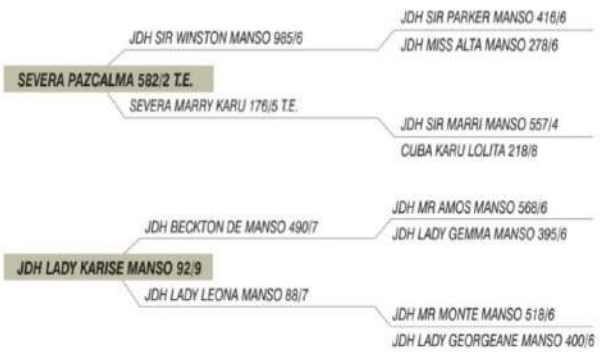 JDH SIR PARKER MANSO 416/6
JDH SIR WINSTON MANSO 985/6
JDH MISS ALTA MANSO 278/6
SEVERA PAZCALMA 582/2 T.E.
SEVERA MARRY KARU 176/5 T.E.
JDH SIR MARRI MANSO 557/4
CUBA KARU LOLITA 218/8
JDH MR AMOS MANSO 568/6
JDH BECKTON DE MANSO 490/7
JDH LADY GEMMA MANSO 395/6
JDH LADY KARISE MANSO 92/9
JDH LADY LEONA MANSO 88/7
JDH MR MONTE MANSO 518/6
JDH LADY GEORGEANE MANSO 400/6